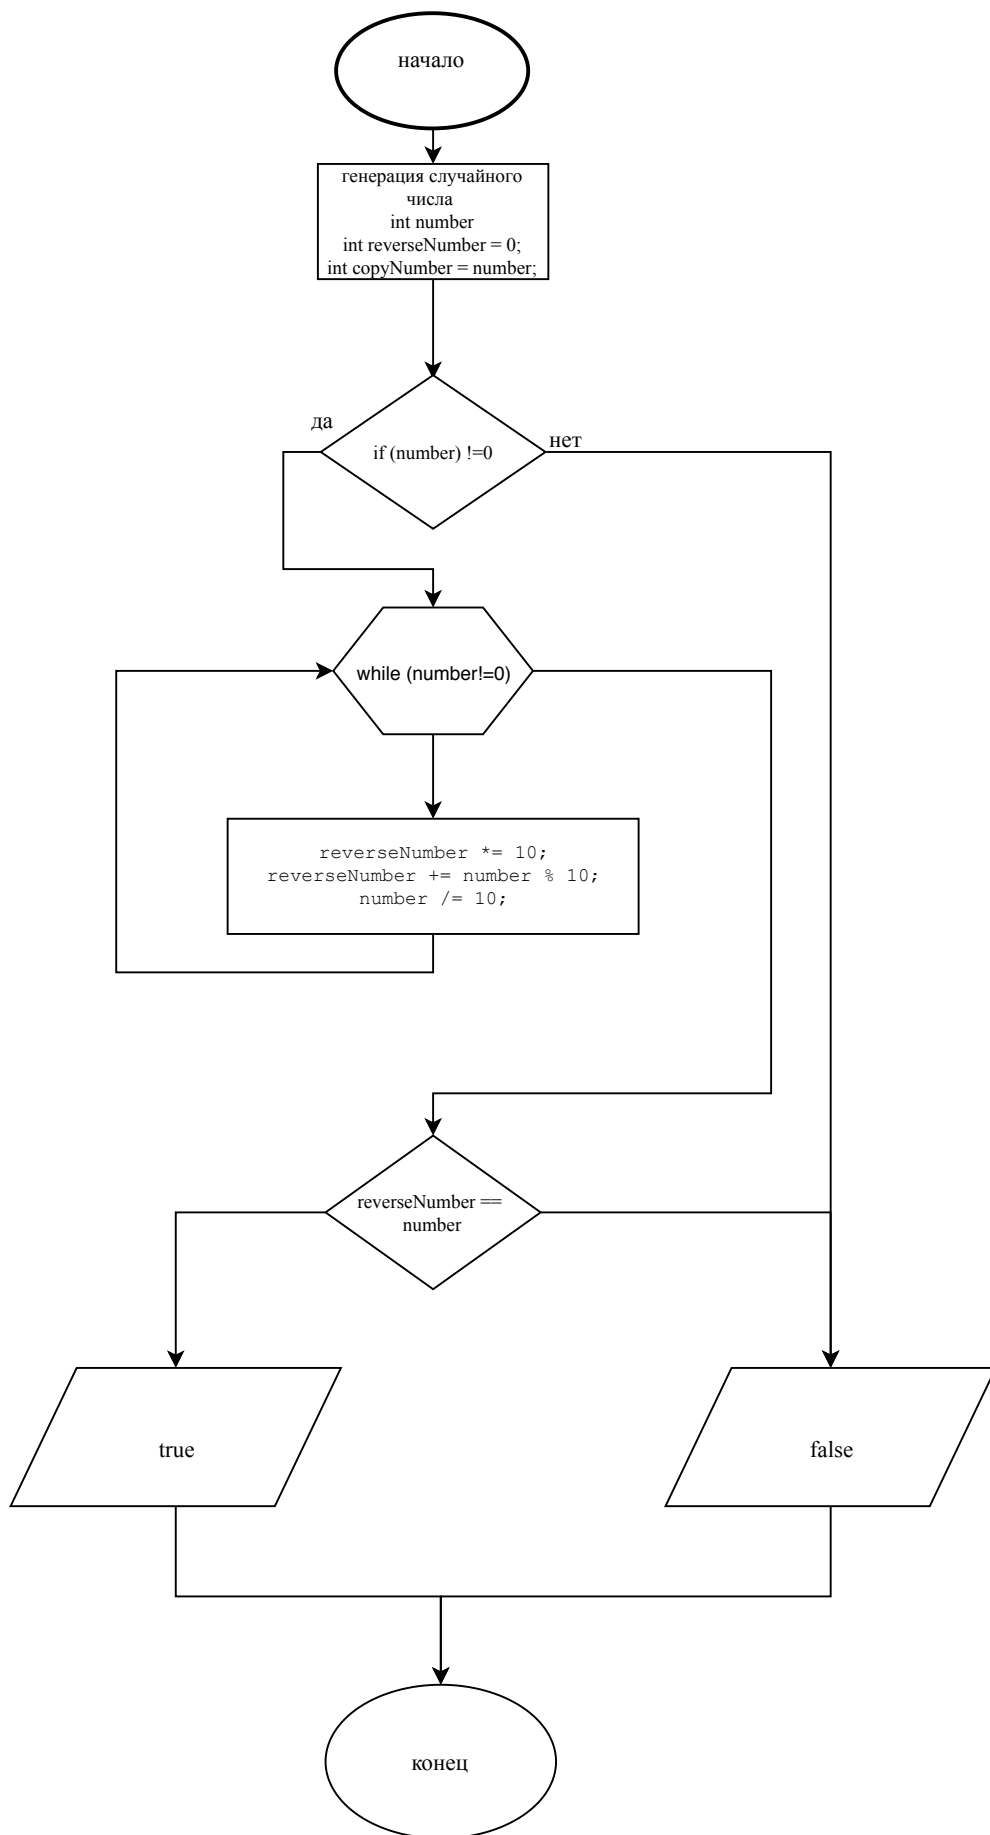 начало
генерация случайного
числа
int number
int reverseNumber = 0;
int copyNumber = number;
да
нет
if (number) !=0
while (number!=0)
reverseNumber *= 10;
reverseNumber += number % 10;
number /= 10;
reverseNumber ==
number
true
false
конец